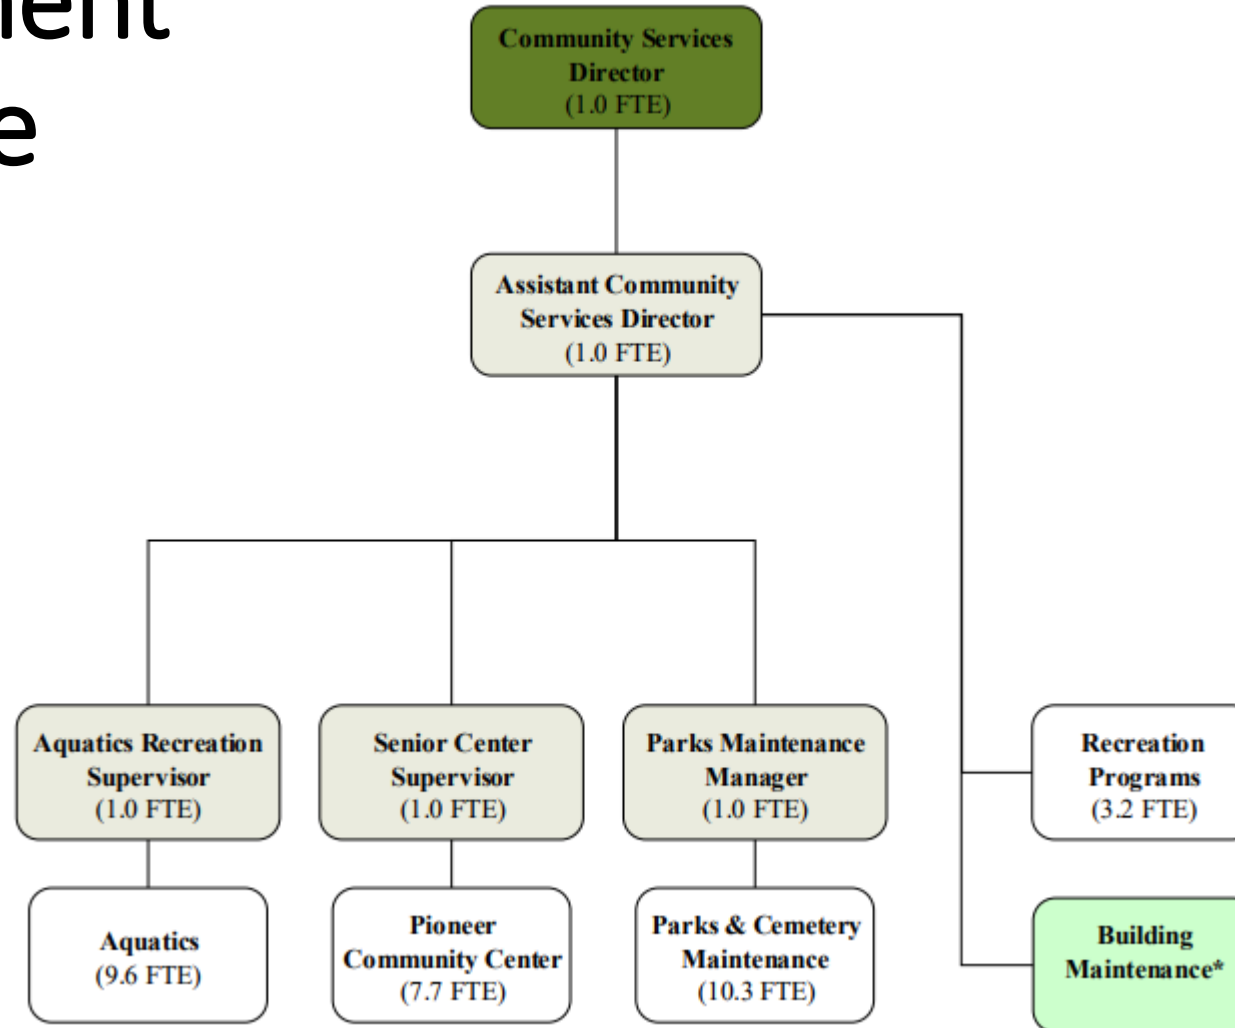 Community Services
Director
(1.0 FTE)
Assistant Community
Services Director
(1.0 FTE)
Aquatics Recreation
Supervisor
(1.0 FTE)
Senior Center
Supervisor
(1.0 FTE)
Parks Maintenance
Manager
(1.0 FTE)
Recreation
Programs
(3.2 FTE)
Aquatics
(9.6 FTE)
Pioneer
Community Center
(7.7 FTE)
Parks & Cemetery
Maintenance
(10.3 FTE)
Building
Maintenance*